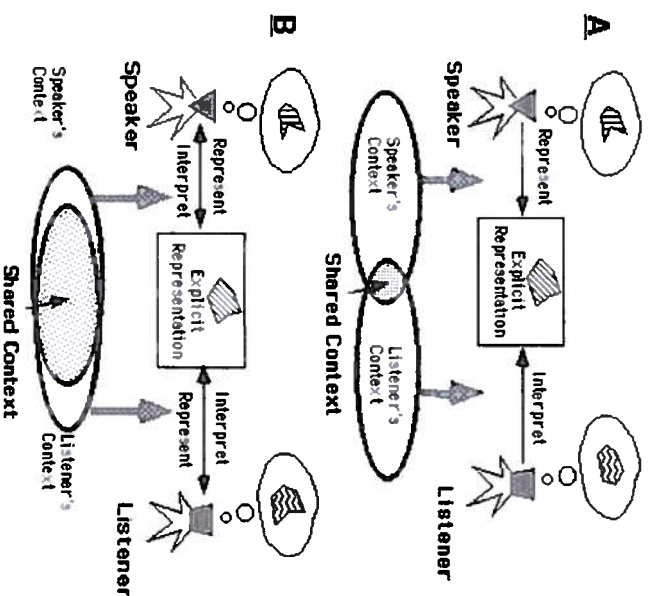 A
Speaker
Represent
Explicit
Representation
Interpret
Listener
Speaker's
Context
Listener's
Context
Shared Context
B
Speaker
Represent
Interpret
Explicit
Representation
Interpret
Represent
Listener
Speaker's
Context
Listener's
Context
Shared Context